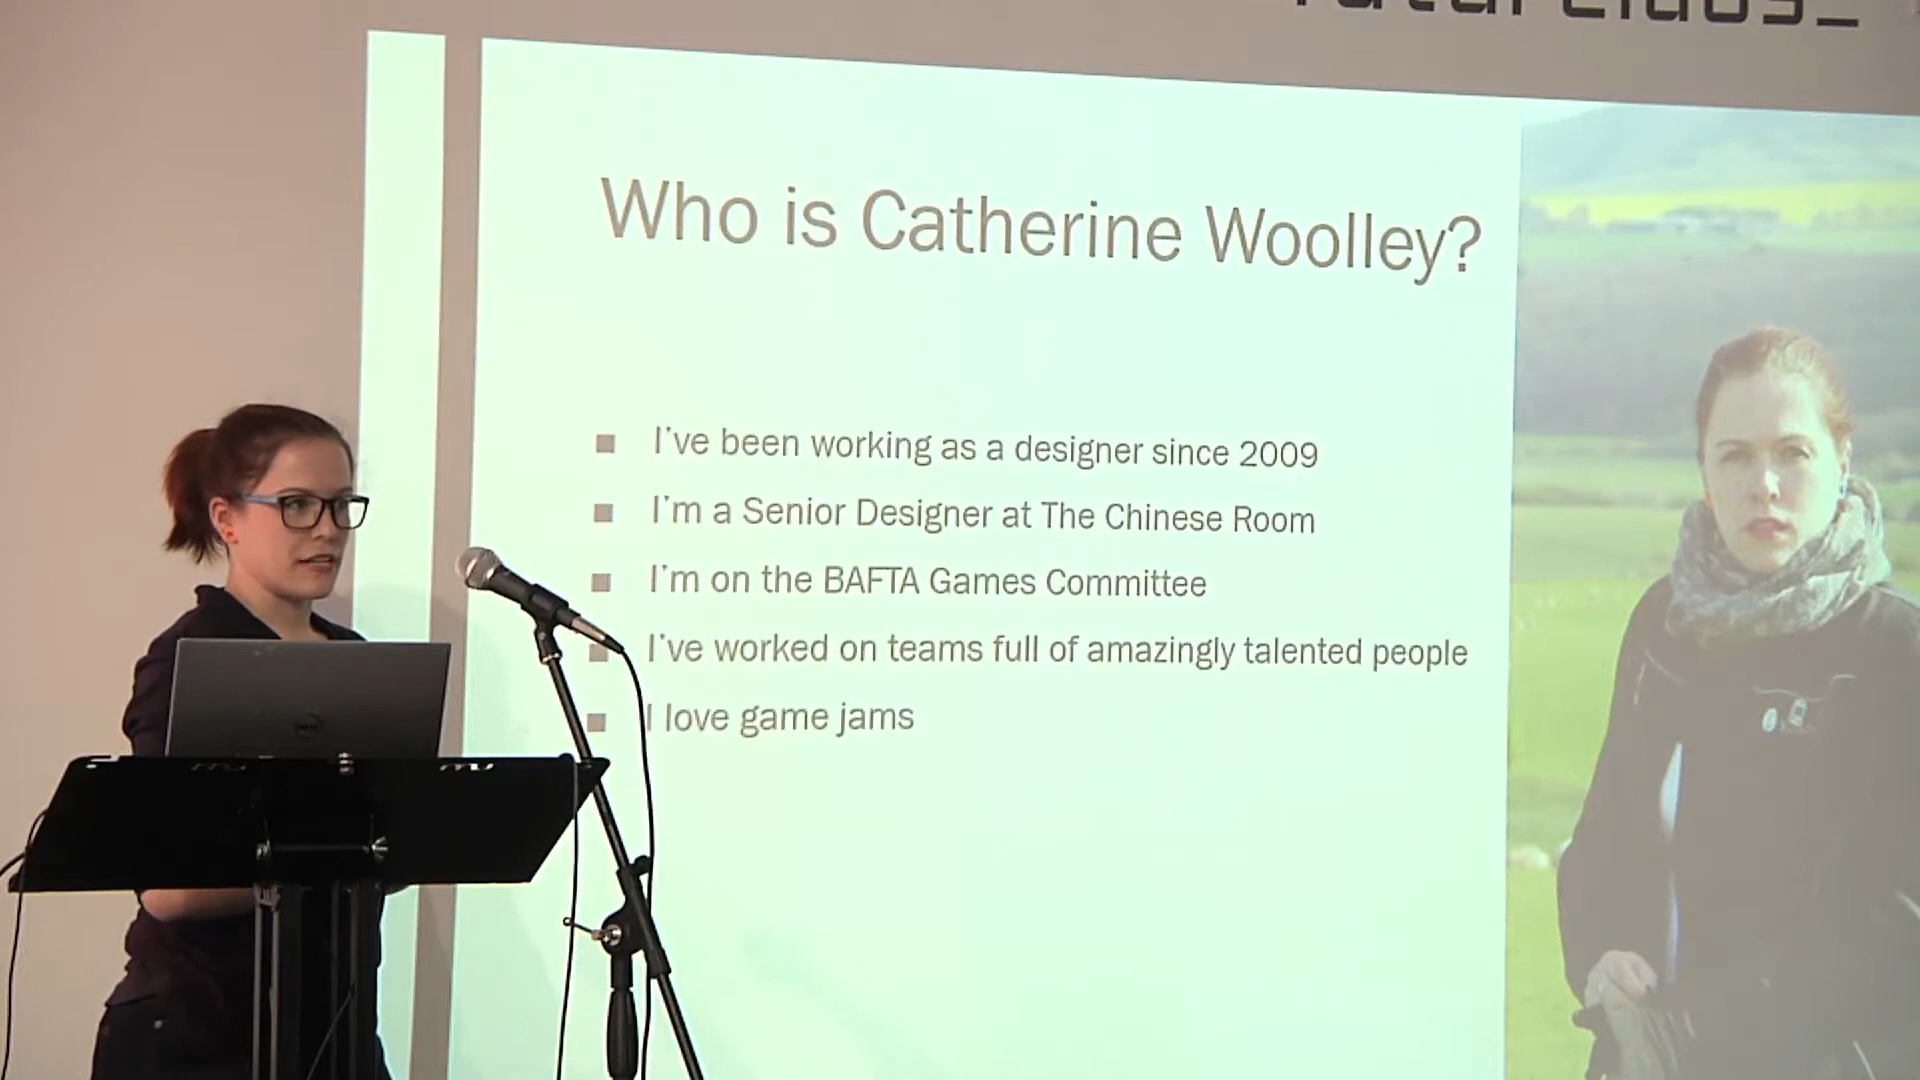 Who is Catherine Woolley?
I've been working as a designer since 2009
I'm a Senior Designer at The Chinese Room
I'm on the BAFTA Games Committee
I've worked on teams full of amazingly talented people
I love game jams
DELL